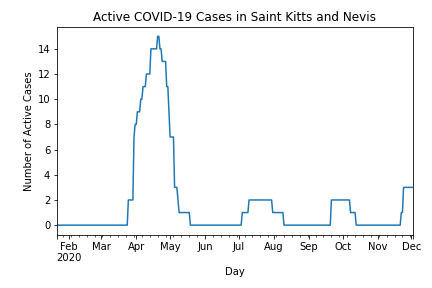 Active COVID-19 Cases in Saint Kitts and Nevis
Number of Active Cases
14
12
10
8
6
4
2
0
Feb Mar Apr May Jun Jul Aug Sep Oct Nov Dec
2020
Day